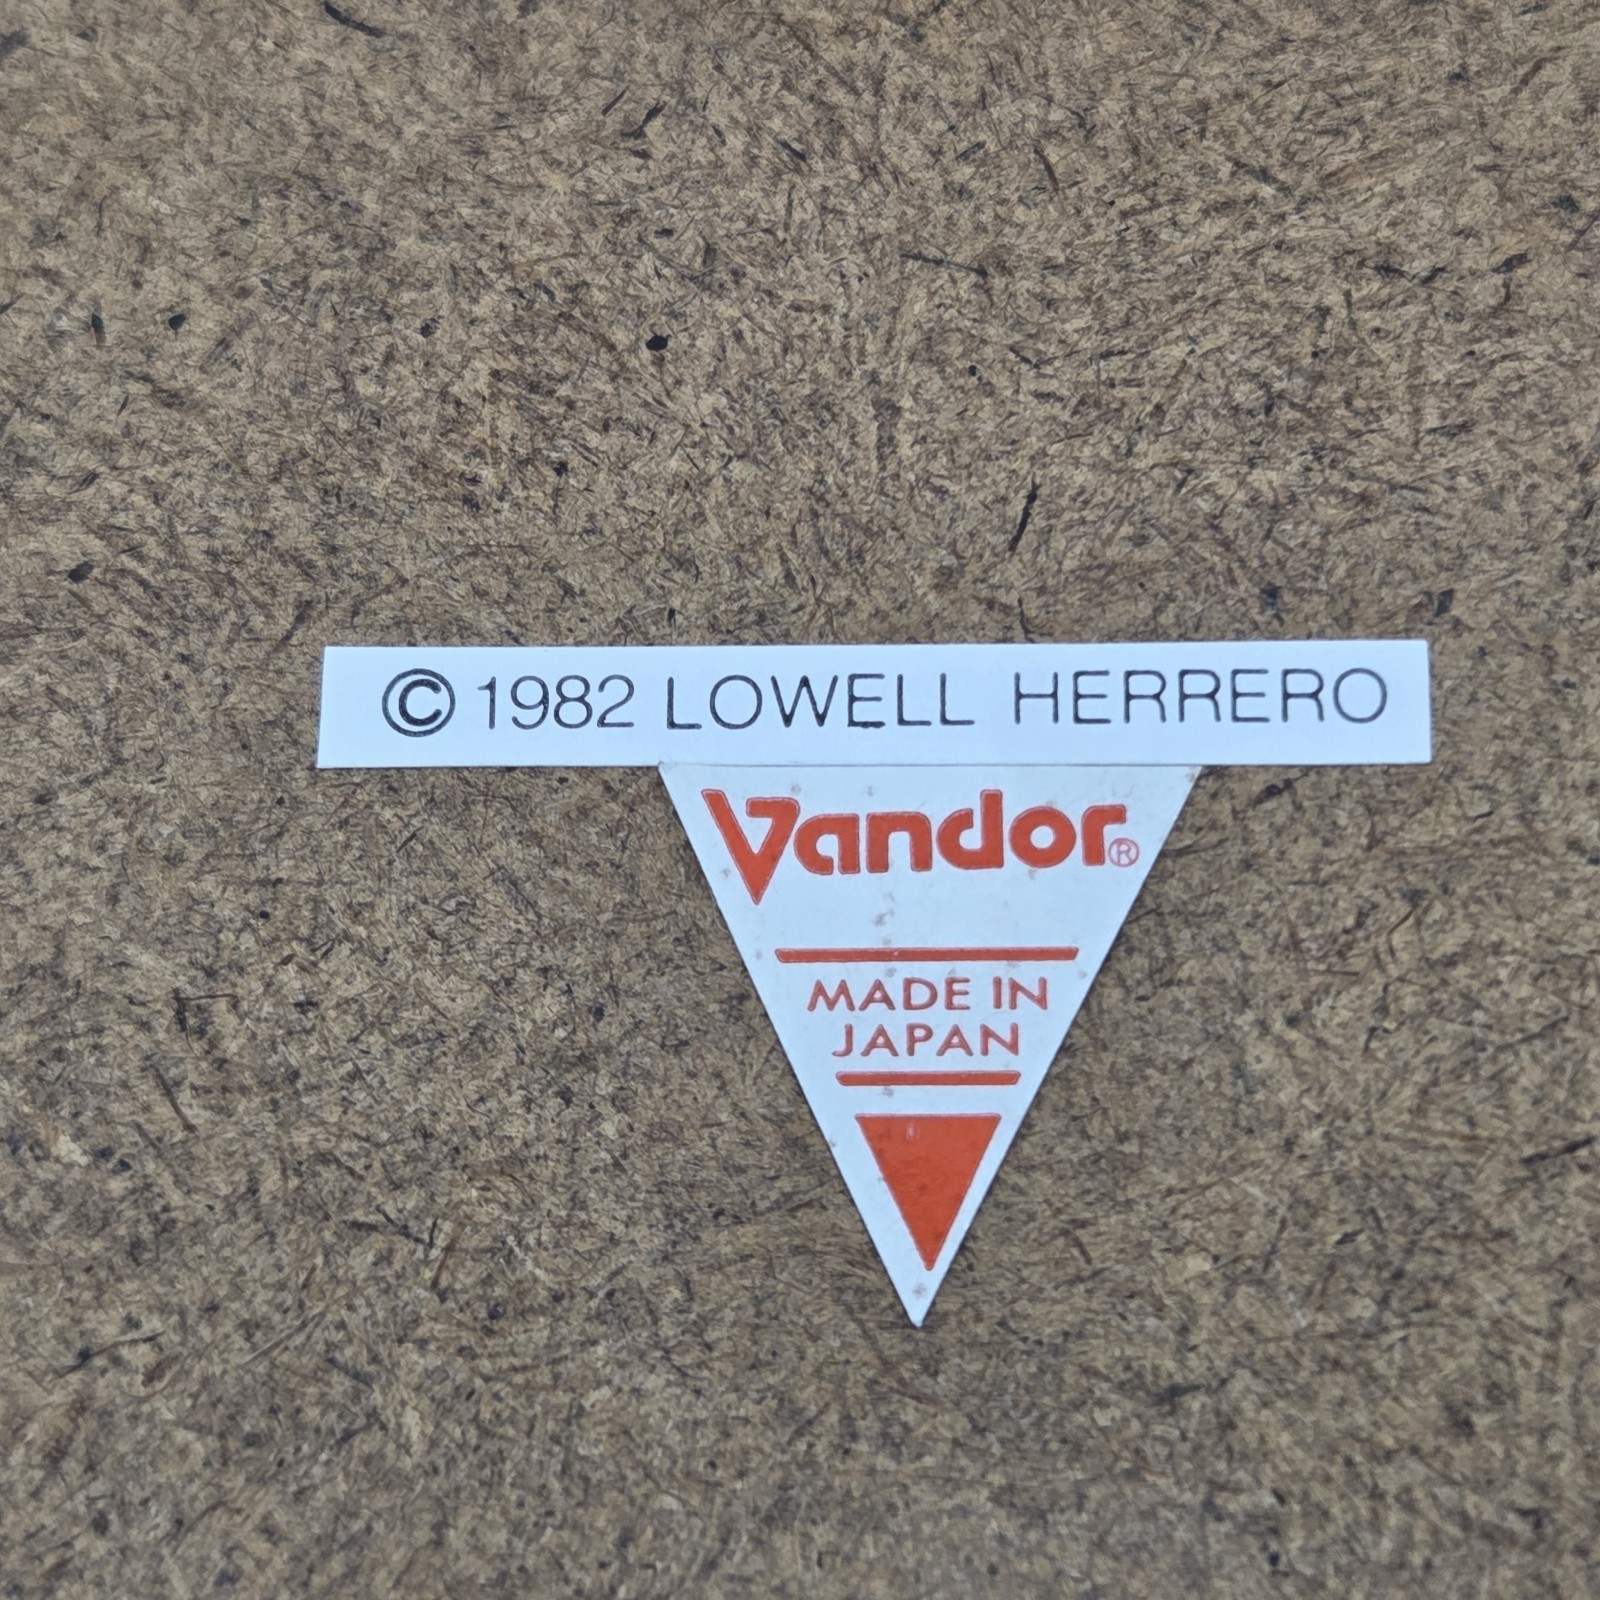 © 1982 LOWELL HERRERO
Vandor®
MADE IN
JAPAN